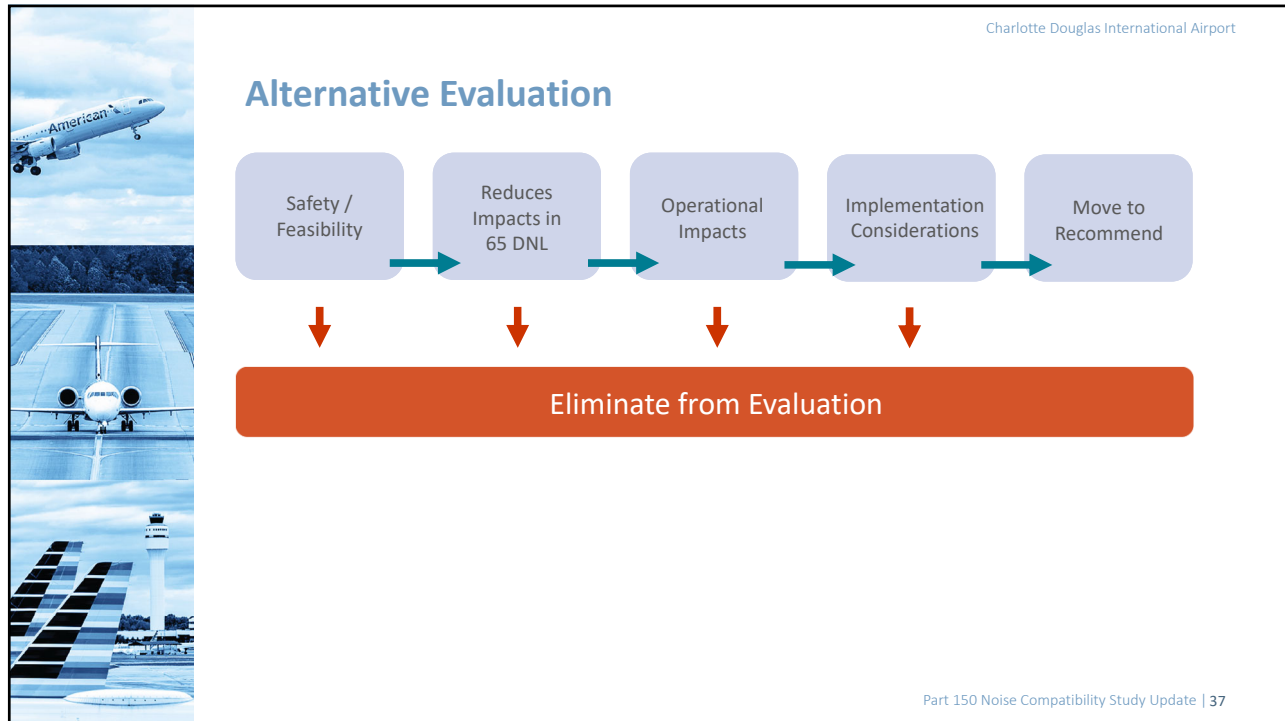 Charlotte Douglas International Airport
Alternative Evaluation
American
Safety /
Feasibility
Reduces
Impacts in
65 DNL
Operational
Impacts
Implementation
Considerations
Move to
Recommend
Eliminate from Evaluation
Part 150 Noise Compatibility Study Update | 37